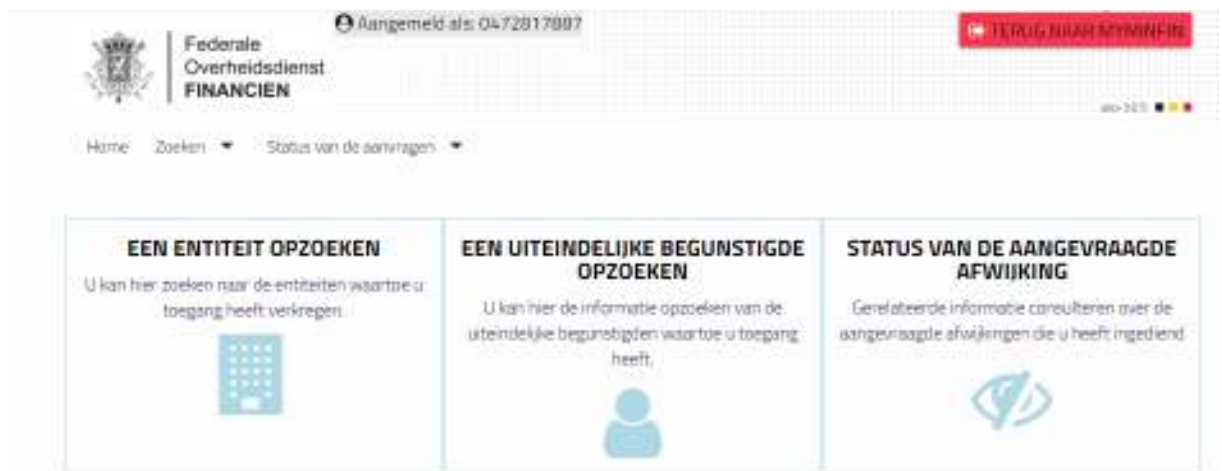 Aangemeld als: 0472817887
TERUG NAAR MYMINFIN
Federale
Overheidsdienst
FINANCIEN
Home Zoeken Status van de aanvragen
EEN ENTITEIT OPZOEKEN
U kan hier zoeken naar de entiteiten waartoe u
toegang heeft verkregen.
EEN UITEINDELIJKE BEGUNSTIGDE
OPZOEKEN
U kan hier de informatie opzoeken van de
uiteindelijke begunstigden waartoe u toegang
heeft.
STATUS VAN DE AANGEVRAAGDE
AFWIJKING
Gerelateerde informatie consulteren over de
aangevraagde afwijkingen die u heeft ingediend